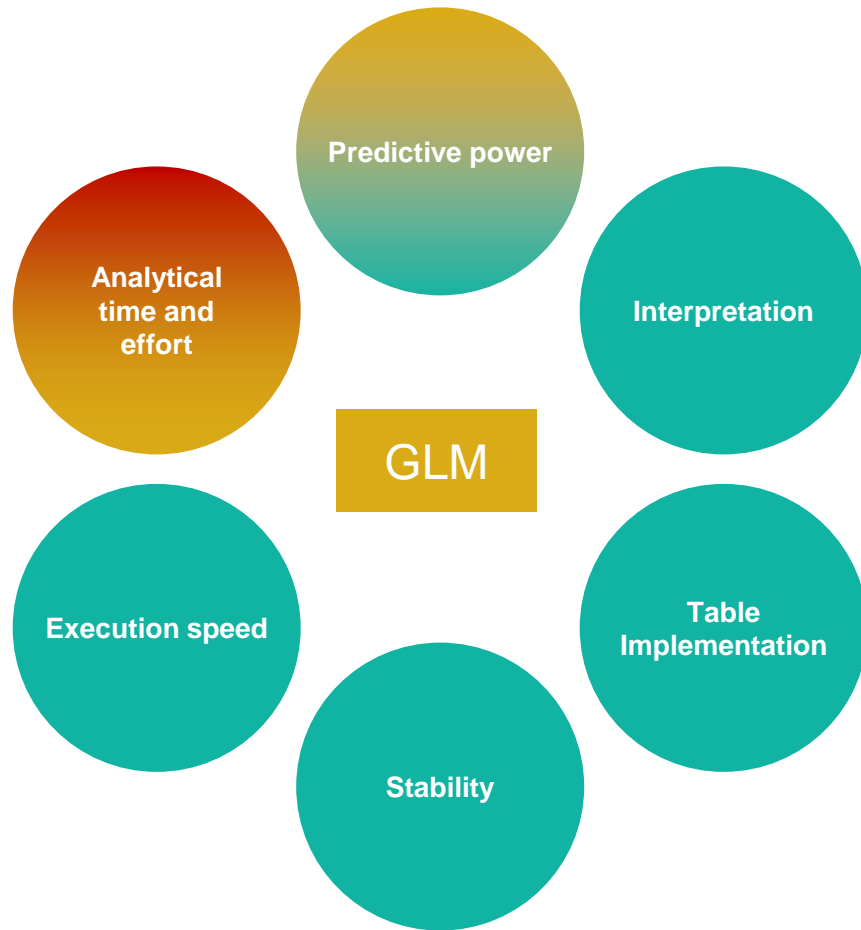 Predictive power
Analytical
time and
effort
Interpretation
GLM
Execution speed
Table
Implementation
Stability